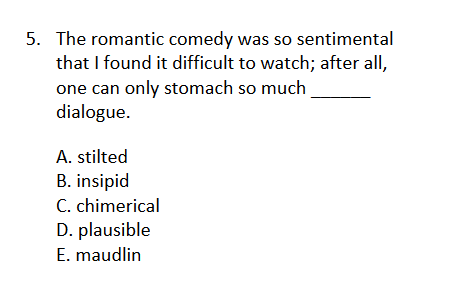 5. The romantic comedy was so sentimental
that I found it difficult to watch; after all,
one can only stomach so much ______
dialogue.
A. stilted
B. insipid
C. chimerical
D. plausible
E. maudlin